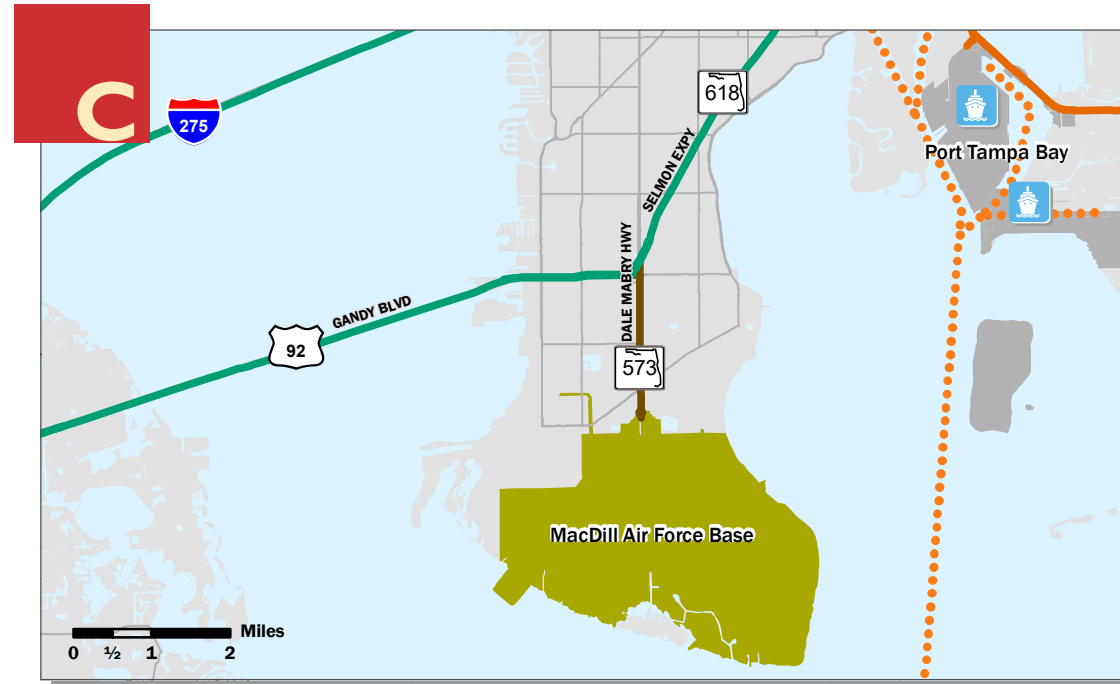 C
275
618
Port Tampa Bay
SELMON EXPY
DALE MABRY HWY
GANDY BLVD
92
573
MacDill Air Force Base
Miles
0 ½ 1 2